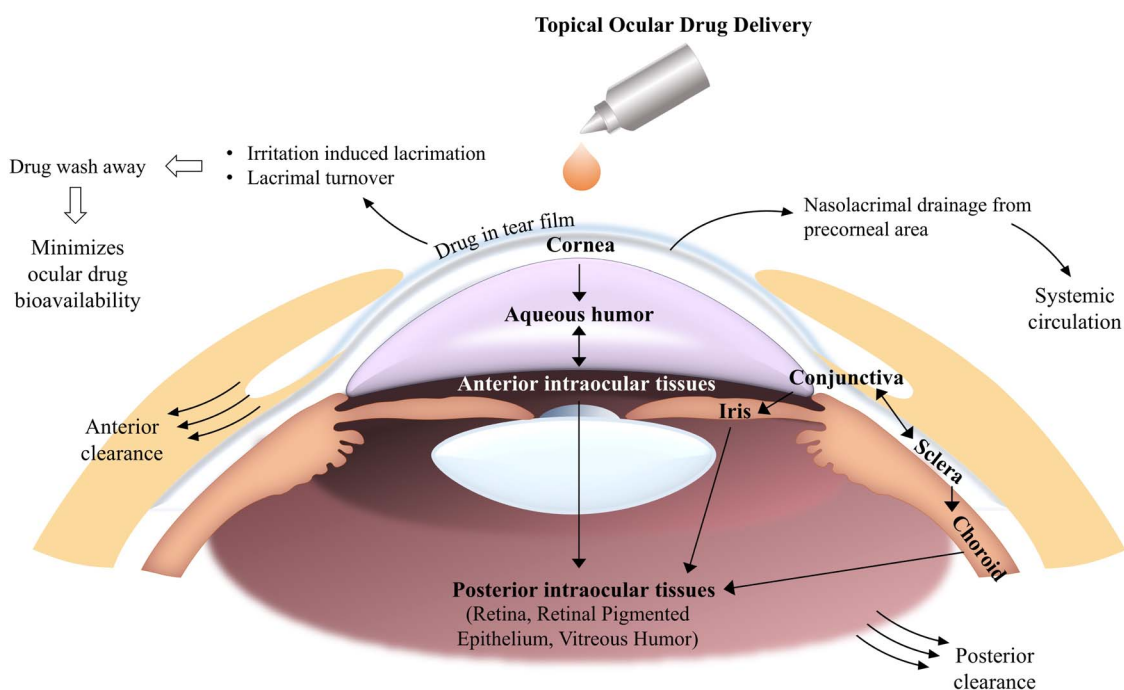 Topical Ocular Drug Delivery
• Irritation induced lacrimation
• Lacrimal turnover
Drug wash away
Minimizes
ocular drug
bioavailability
Drug in tear film
Nasolacrimal drainage from
precorneal area
Systemic
circulation
Cornea
Aqueous humor
Anterior intraocular tissues
Conjunctiva
Iris
Sclera
Choroid
Anterior
clearance
Posterior intraocular tissues
(Retina, Retinal Pigmented
Epithelium, Vitreous Humor)
Posterior
clearance